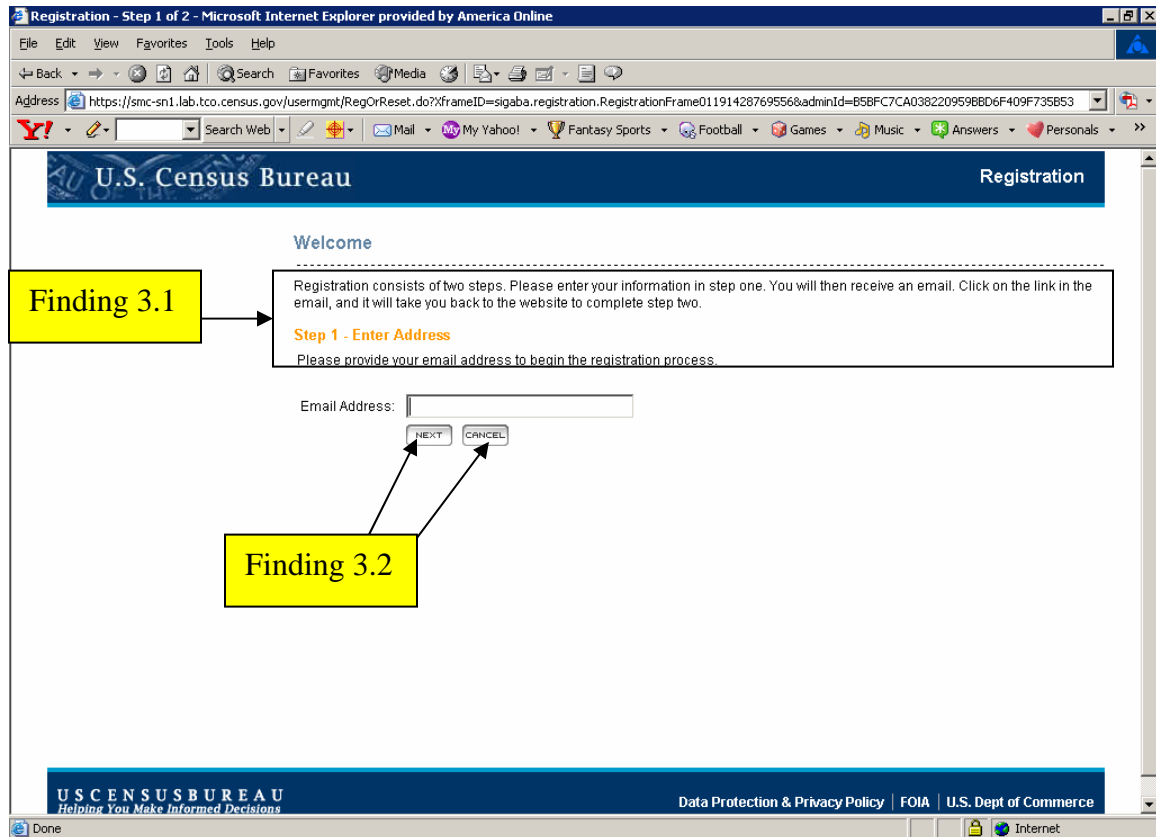 Registration - Step 1 of 2 - Microsoft Internet Explorer provided by America Online
File Edit View Favorites Tools Help
Back Search Favorites Media
Address https://smc-sn1.lab.tco.census.gov/usermgmt/RegOrReset.do?XframeID=sigaba.registration.RegistrationFrame011914287695568&adminId=B5BFC7CA038220959BBD6F409F735B53
Y! Search Web Mail My Yahoo! Fantasy Sports Football Games Music Answers Personals >>
U.S. Census Bureau Registration
Welcome
Finding 3.1
Registration consists of two steps. Please enter your information in step one. You will then receive an email. Click on the link in the
email, and it will take you back to the website to complete step two.
Step 1 - Enter Address
Please provide your email address to begin the registration process.
Email Address:
NEXT CANCEL
Finding 3.2
USCENSUSBUREAU
Helping You Make Informed Decisions
Data Protection & Privacy Policy | FOIA | U.S. Dept of Commerce
Done Internet